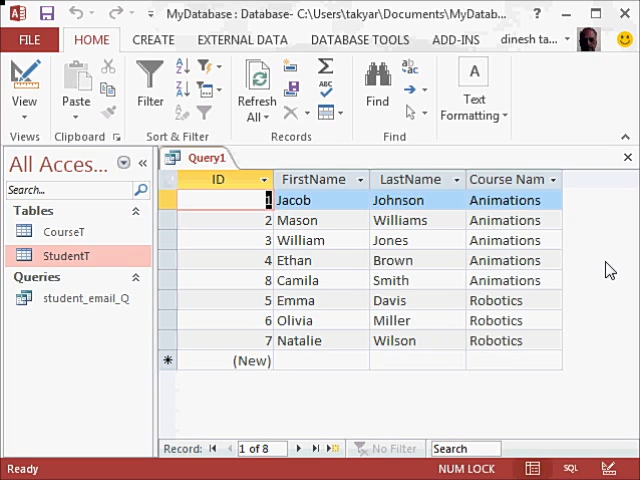 MyDatabase : Database- C:\Users\takyar\Documents\MyDatab...
FILE HOME CREATE EXTERNAL DATA DATABASE TOOLS ADD-INS dinesh ta...
View
Paste
Filter
Refresh All
Find
Text Formatting
Views Clipboard Sort & Filter Records Find
All Acces...
Search...
Tables
CourseT
StudentT
Queries
student_email_Q
Query1
ID FirstName LastName Course Nam
1 Jacob Johnson Animations
2 Mason Williams Animations
3 William Jones Animations
4 Ethan Brown Animations
8 Camila Smith Animations
5 Emma Davis Robotics
6 Olivia Miller Robotics
7 Natalie Wilson Robotics
(New)
Record: 1 of 8 No Filter Search
Ready NUM LOCK SQL